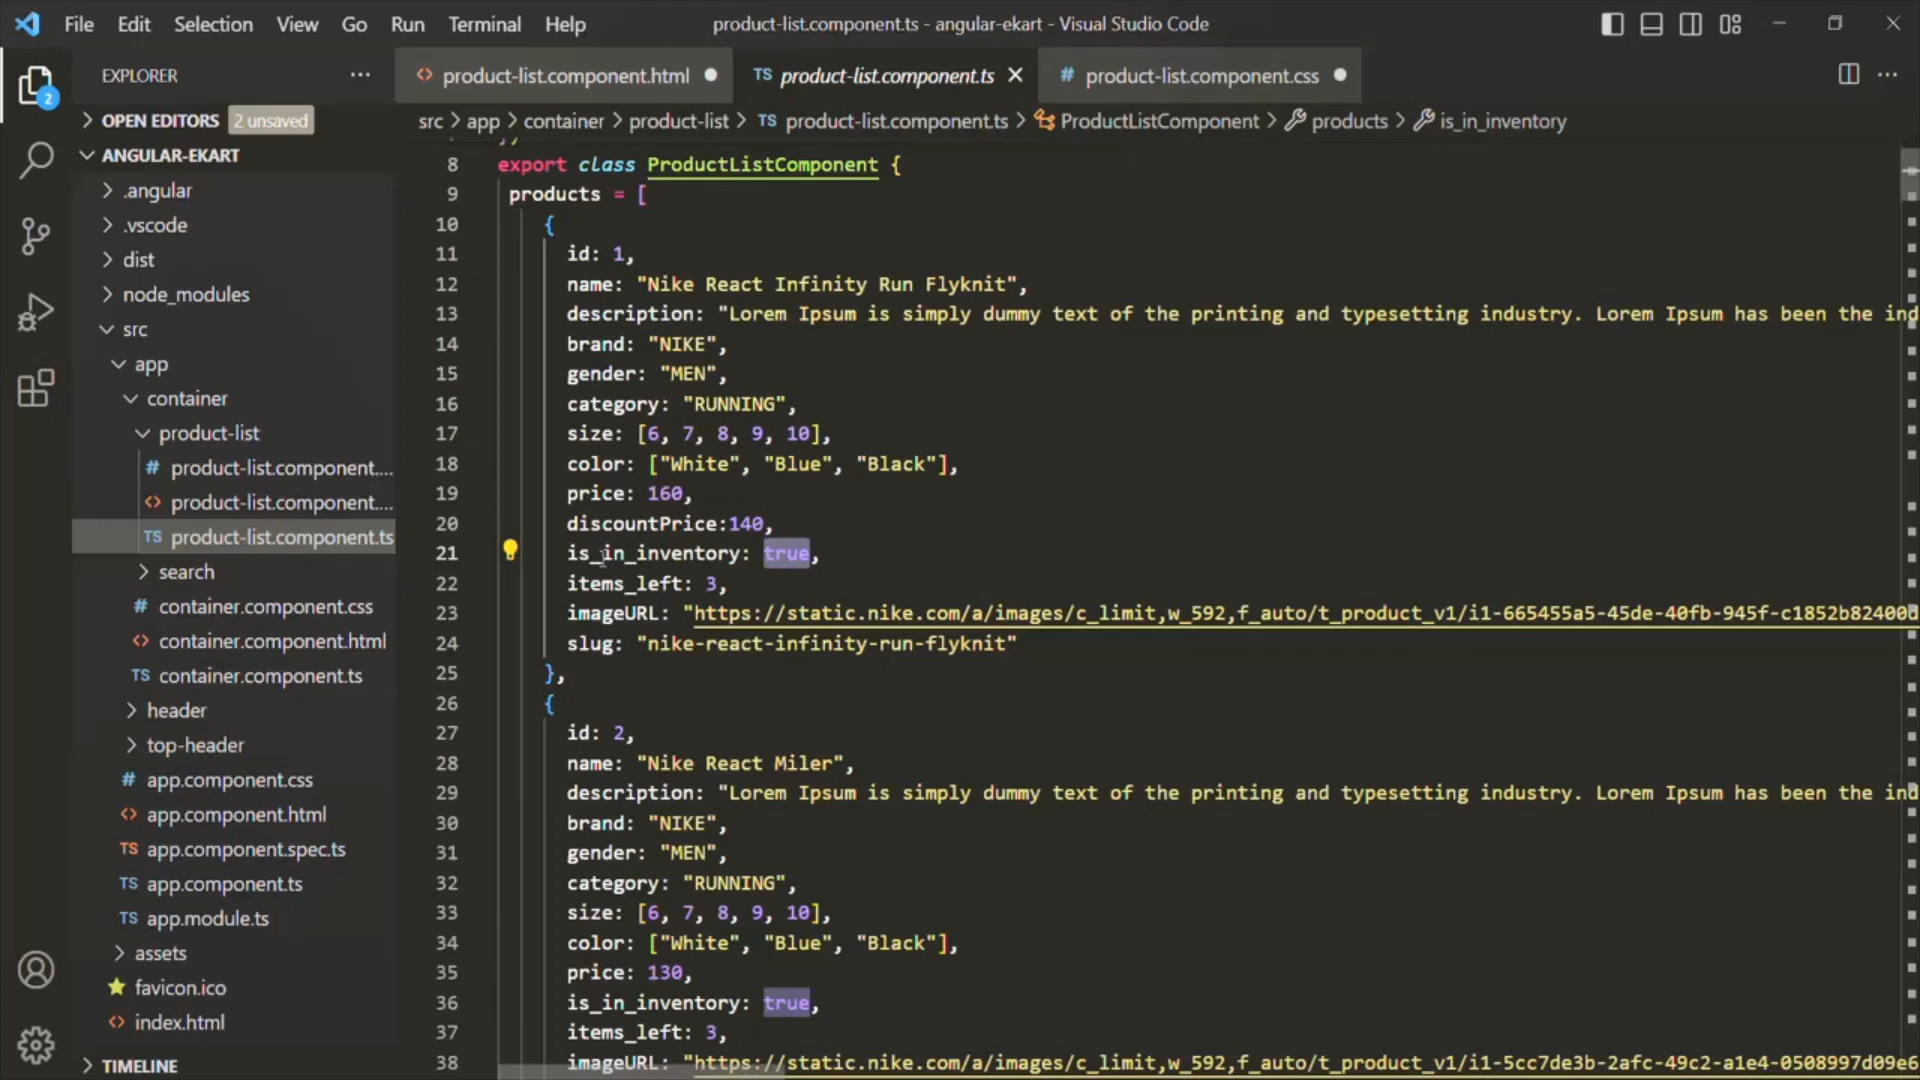 File Edit Selection View Go Run Terminal Help
product-list.component.ts - angular-ekart - Visual Studio Code
EXPLORER ···
<> product-list.component.html
TS product-list.component.ts
# product-list.component.css
2
OPEN EDITORS 2 unsaved
src > app > container > product-list > TS product-list.component.ts > ProductListComponent > products > is_in_inventory
ANGULAR-EKART
.angular
.vscode
dist
node_modules
src
app
container
product-list
# product-list.component....
<> product-list.component....
TS product-list.component.ts
search
# container.component.css
<> container.component.html
TS container.component.ts
header
top-header
# app.component.css
<> app.component.html
TS app.component.spec.ts
TS app.component.ts
TS app.module.ts
assets
favicon.ico
<> index.html
TIMELINE
8 export class ProductListComponent {
9 products = [
10 {
11 id: 1,
12 name: "Nike React Infinity Run Flyknit",
13 description: "Lorem Ipsum is simply dummy text of the printing and typesetting industry. Lorem Ipsum has been the ind
14 brand: "NIKE",
15 gender: "MEN",
16 category: "RUNNING",
17 size: [6, 7, 8, 9, 10],
18 color: ["White", "Blue", "Black"],
19 price: 160,
20 discountPrice:140,
21 is_in_inventory: true,
22 items_left: 3,
23 imageURL: "https://static.nike.com/a/images/c_limit,w_592,f_auto/t_product_v1/i1-665455a5-45de-40fb-945f-c1852b82400d
24 slug: "nike-react-infinity-run-flyknit"
25 },
26 {
27 id: 2,
28 name: "Nike React Miler",
29 description: "Lorem Ipsum is simply dummy text of the printing and typesetting industry. Lorem Ipsum has been the ind
30 brand: "NIKE",
31 gender: "MEN",
32 category: "RUNNING",
33 size: [6, 7, 8, 9, 10],
34 color: ["White", "Blue", "Black"],
35 price: 130,
36 is_in_inventory: true,
37 items_left: 3,
38 imageURL: "https://static.nike.com/a/images/c_limit,w_592,f_auto/t_product_v1/i1-5cc7de3b-2afc-49c2-a1e4-0508997d09e6